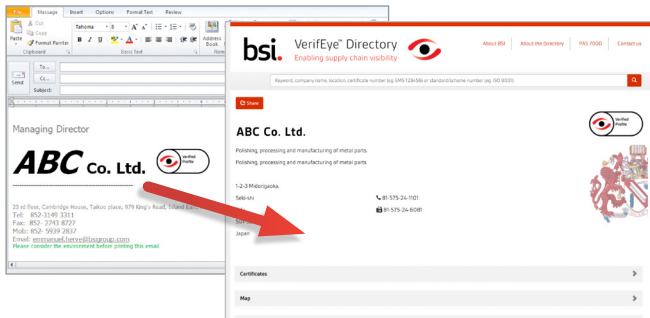 File Message Insert Options Format Text Review
Paste
Cut
Copy
Format Painter
Clipboard
Tahoma
B I U
Basic Text
Address
Book
Send
To...
Cc...
Subject:
Managing Director
ABC Co. Ltd.
Verified
Profile
23 rd floor, Cambridge House, Taikoo place, 979 King's Road, Island
Tel: 852-3149 3311
Fax: 852- 2743 8727
Mob: 852- 5939 2837
Email: emmanuel.herve@bsigroup.com
Please consider the environment before printing this email
bsi. VerifEye™ Directory
Enabling supply chain visibility
About BSI About the Directory PAS 7000 Contact us
Keyword, company name, location, certificate number (eg EMS 123456) or standard/scheme number (eg. ISO 9001)
Share
ABC Co. Ltd.
Verified
Profile
Polishing, processing and manufacturing of metal parts.
Polishing, processing and manufacturing of metal parts
1-2-3 Midorigaoka,
Seki-shi
81-575-24-1101
81-575-24-6081
Japan
Certificates
Map